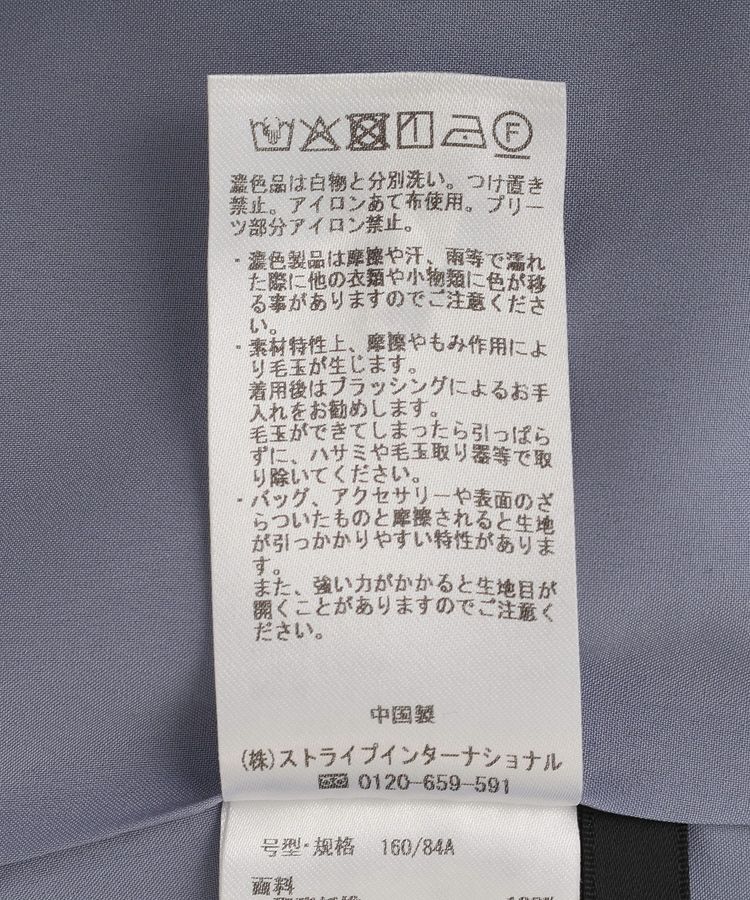 濃色品は白物と分別洗い。つけ置き
禁止。アイロンあて布使用。プリー
ツ部分アイロン禁止。
・濃色製品は摩擦や汗、雨等で濡れ
た際に他の衣類や小物類に色が移
る事がありますのでご注意くださ
い。
・素材特性上、摩擦やもみ作用によ
り毛玉が生じます。
着用後はブラッシングによるお手
入れをお勧めします。
毛玉ができてしまったら引っぱら
ずに、ハサミや毛玉取り器等で取
り除いてください。
・バッグ、アクセサリーや表面のざ
らついたものと摩擦されると生地
が引っかかりやすい特性がありま
す。
また、強い力がかかると生地目が
開くことがありますのでご注意く
ださい。
中国製
(株)ストライプインターナショナル
0120-659-591
号型·规格 160/84A
面料